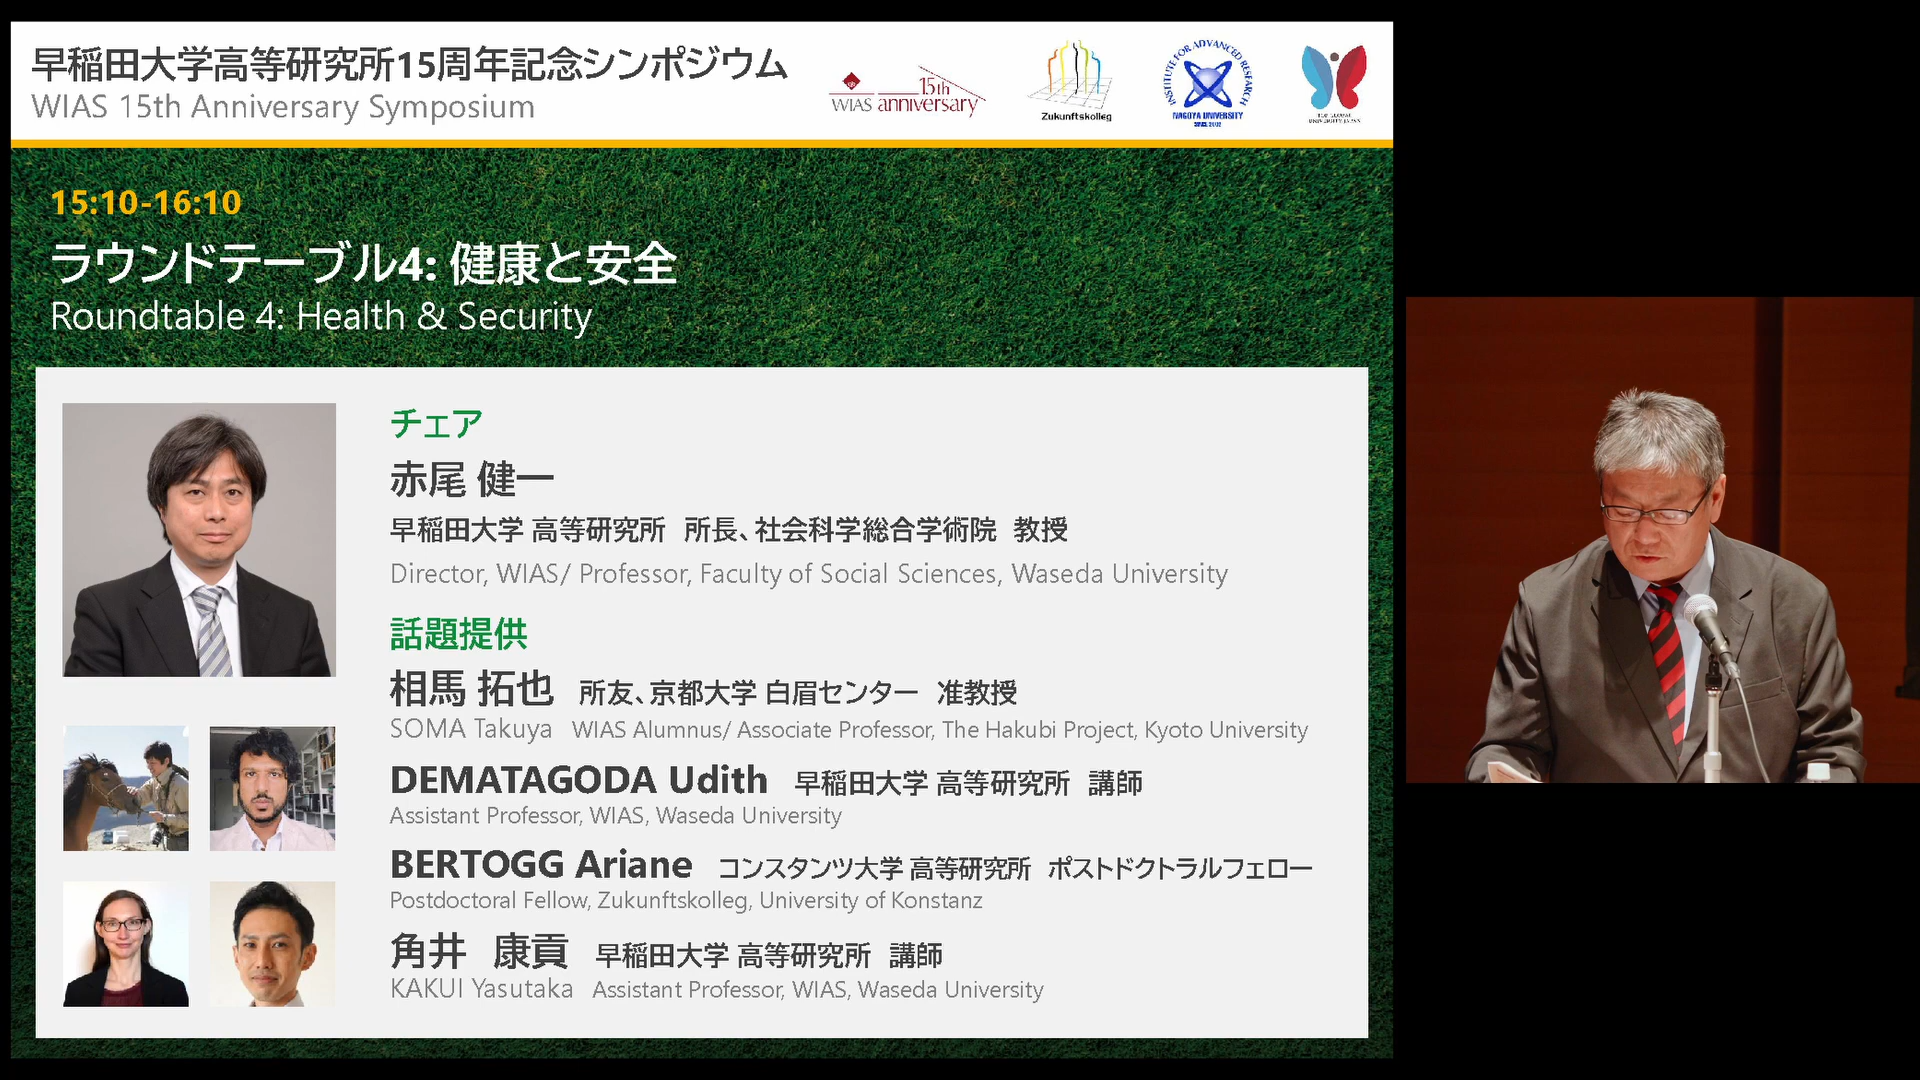 早稲田大学高等研究所15周年記念シンポジウム
WIAS 15th Anniversary Symposium
WIAS 15th anniversary
Zukunftskolleg
INSTITUTE FOR ADVANCED RESEARCH
NAGOYA UNIVERSITY
SINCE 2002
TOP GLOBAL
UNIVERSITY JAPAN
15:10-16:10
ラウンドテーブル4: 健康と安全
Roundtable 4: Health & Security
チェア
赤尾 健一
早稲田大学 高等研究所 所長、社会科学総合学術院 教授
Director, WIAS/ Professor, Faculty of Social Sciences, Waseda University
話題提供
相馬 拓也 所友、京都大学 白眉センター 准教授
SOMA Takuya WIAS Alumnus/ Associate Professor, The Hakubi Project, Kyoto University
DEMATAGODA Udith 早稲田大学 高等研究所 講師
Assistant Professor, WIAS, Waseda University
BERTOGG Ariane コンスタンツ大学 高等研究所 ポストドクトラルフェロー
Postdoctoral Fellow, Zukunftskolleg, University of Konstanz
角井 康貢 早稲田大学 高等研究所 講師
KAKUI Yasutaka Assistant Professor, WIAS, Waseda University